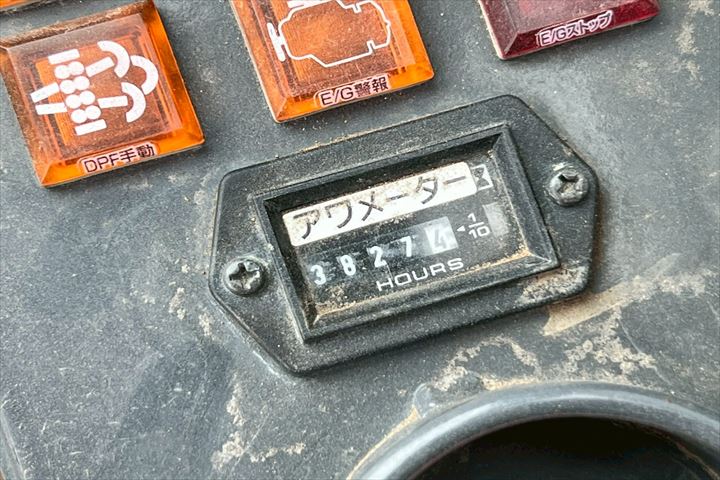 DPF手動
E/G警報
E/Gストップ
アワメーター
3827 4
1/10
HOURS